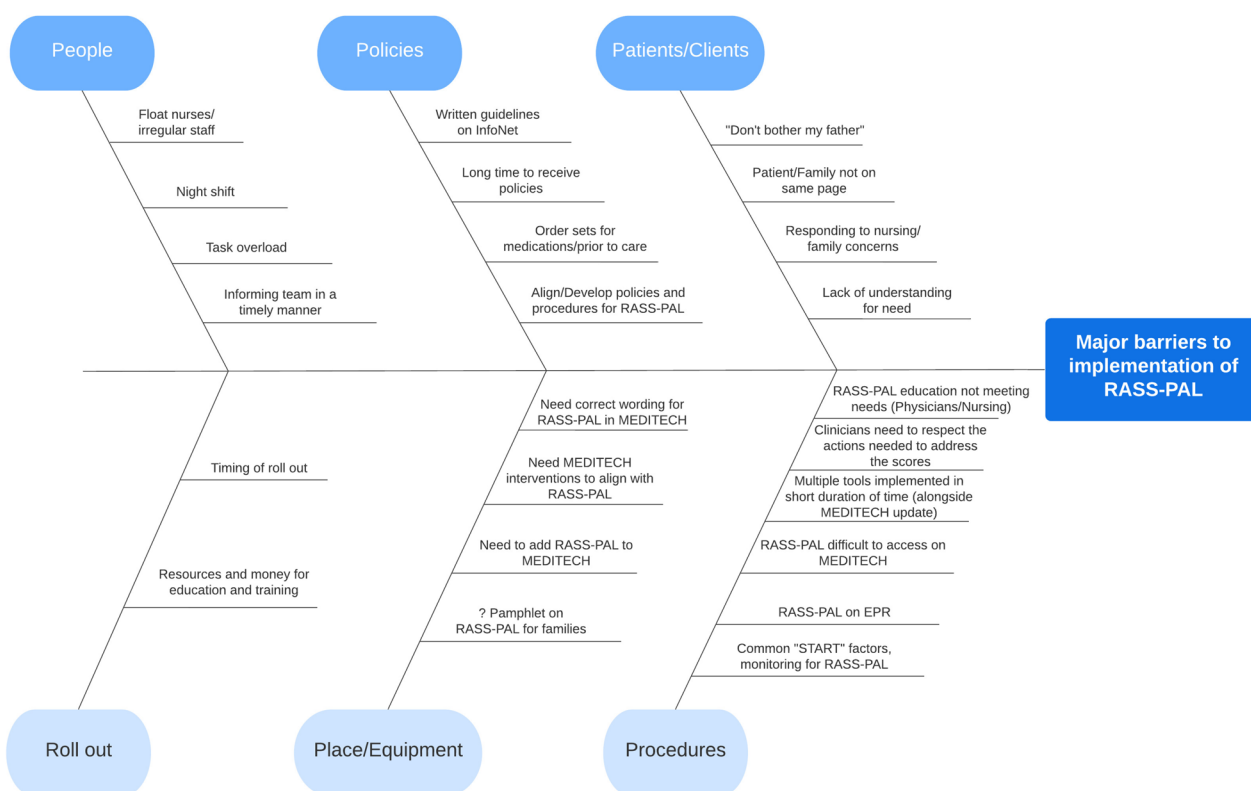 People
Policies
Patients/Clients
Float nurses/
irregular staff
Night shift
Task overload
Informing team in a
timely manner
Written guidelines
on InfoNet
Long time to receive
policies
Order sets for
medications/prior to care
Align/Develop policies and
procedures for RASS-PAL
"Don't bother my father"
Patient/Family not on
same page
Responding to nursing/
family concerns
Lack of understanding
for need
Major barriers to
implementation of
RASS-PAL
Timing of roll out
Resources and money for
education and training
Need correct wording for
RASS-PAL in MEDITECH
Need MEDITECH
interventions to align with
RASS-PAL
Need to add RASS-PAL to
MEDITECH
? Pamphlet on
RASS-PAL for families
RASS-PAL education not meeting
needs (Physicians/Nursing)
Clinicians need to respect the
actions needed to address
the scores
Multiple tools implemented in
short duration of time (alongside
MEDITECH update)
RASS-PAL difficult to access on
MEDITECH
RASS-PAL on EPR
Common "START" factors,
monitoring for RASS-PAL
Roll out
Place/Equipment
Procedures